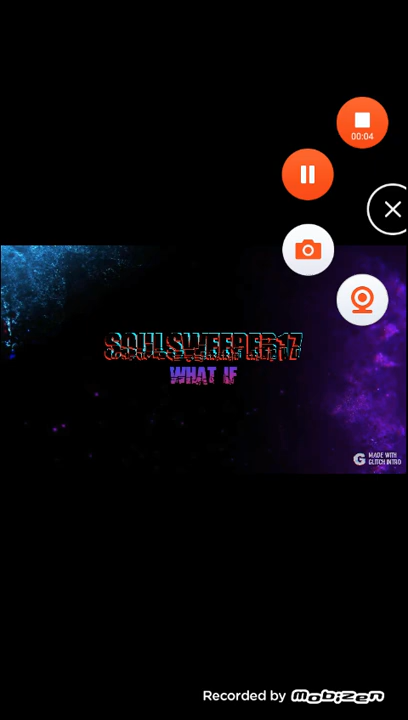 00:04
SOULSWEEPER17
WHAT IF
G MADE WITH
GLITCH INTRO
Recorded by mobizen